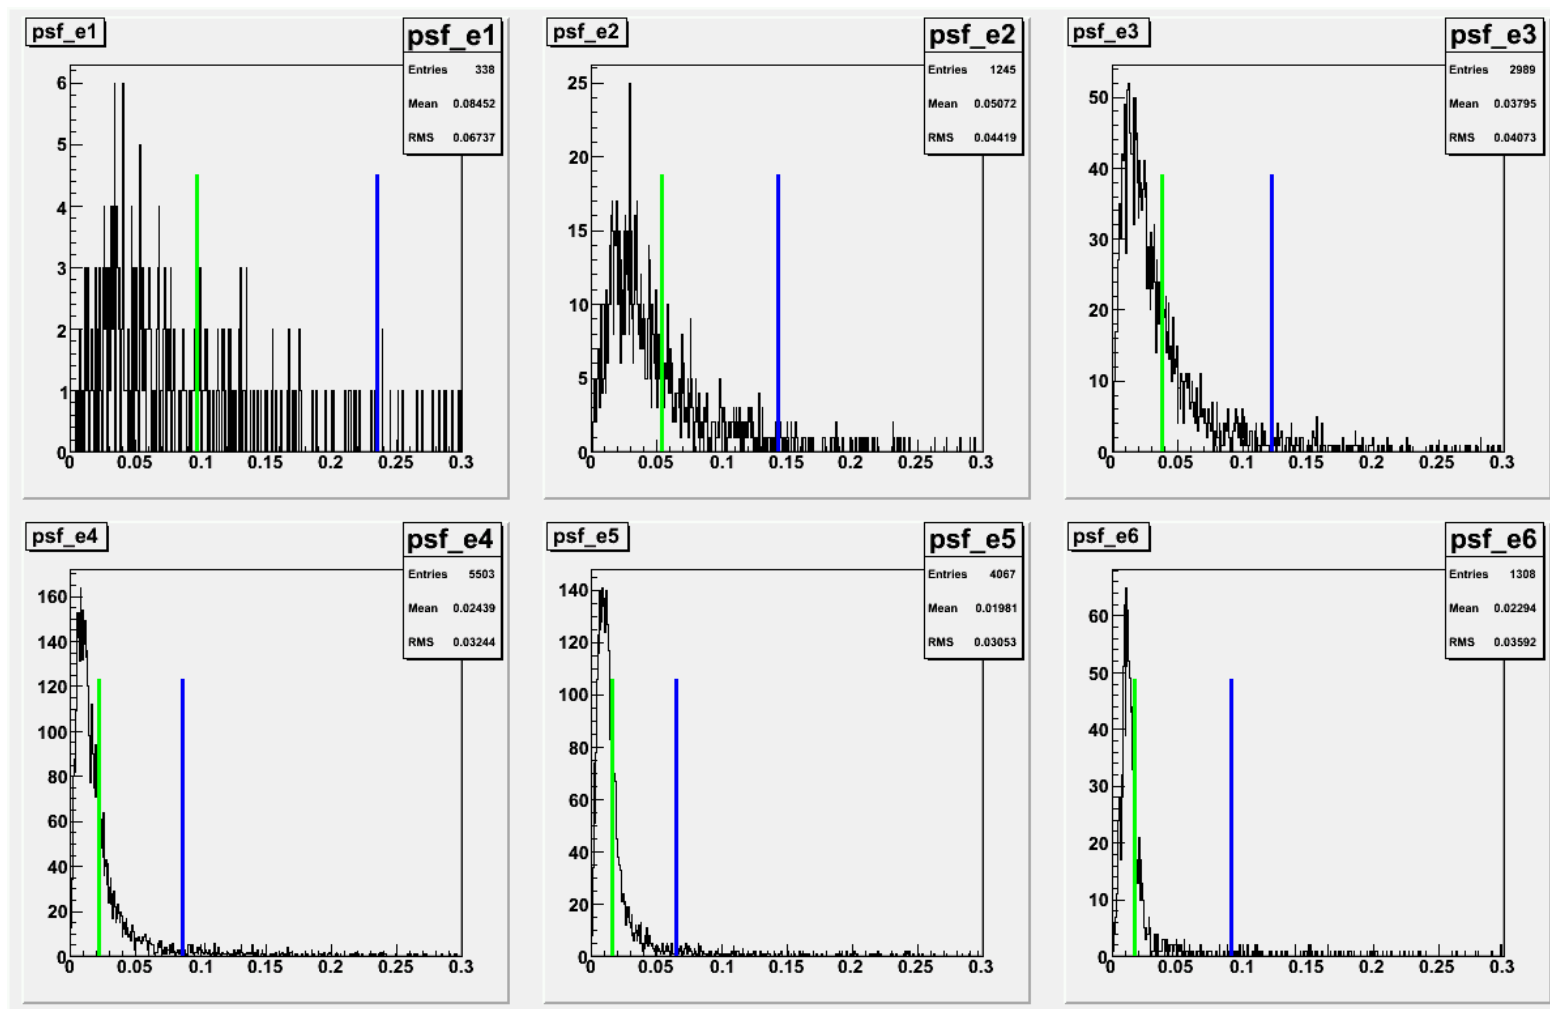 psf_e1
psf_e1
Entries 338
Mean 0.08452
RMS 0.06737
6
5
4
3
2
1
0
0 0.05 0.1 0.15 0.2 0.25 0.3
psf_e2
psf_e2
Entries 1245
Mean 0.05072
RMS 0.04419
25
20
15
10
5
0
0 0.05 0.1 0.15 0.2 0.25 0.3
psf_e3
psf_e3
Entries 2989
Mean 0.03795
RMS 0.04073
50
40
30
20
10
0
0 0.05 0.1 0.15 0.2 0.25 0.3
psf_e4
psf_e4
Entries 5503
Mean 0.02439
RMS 0.03244
160
140
120
100
80
60
40
20
0
0 0.05 0.1 0.15 0.2 0.25 0.3
psf_e5
psf_e5
Entries 4067
Mean 0.01981
RMS 0.03053
140
120
100
80
60
40
20
0
0 0.05 0.1 0.15 0.2 0.25 0.3
psf_e6
psf_e6
Entries 1308
Mean 0.02294
RMS 0.03592
60
50
40
30
20
10
0
0 0.05 0.1 0.15 0.2 0.25 0.3